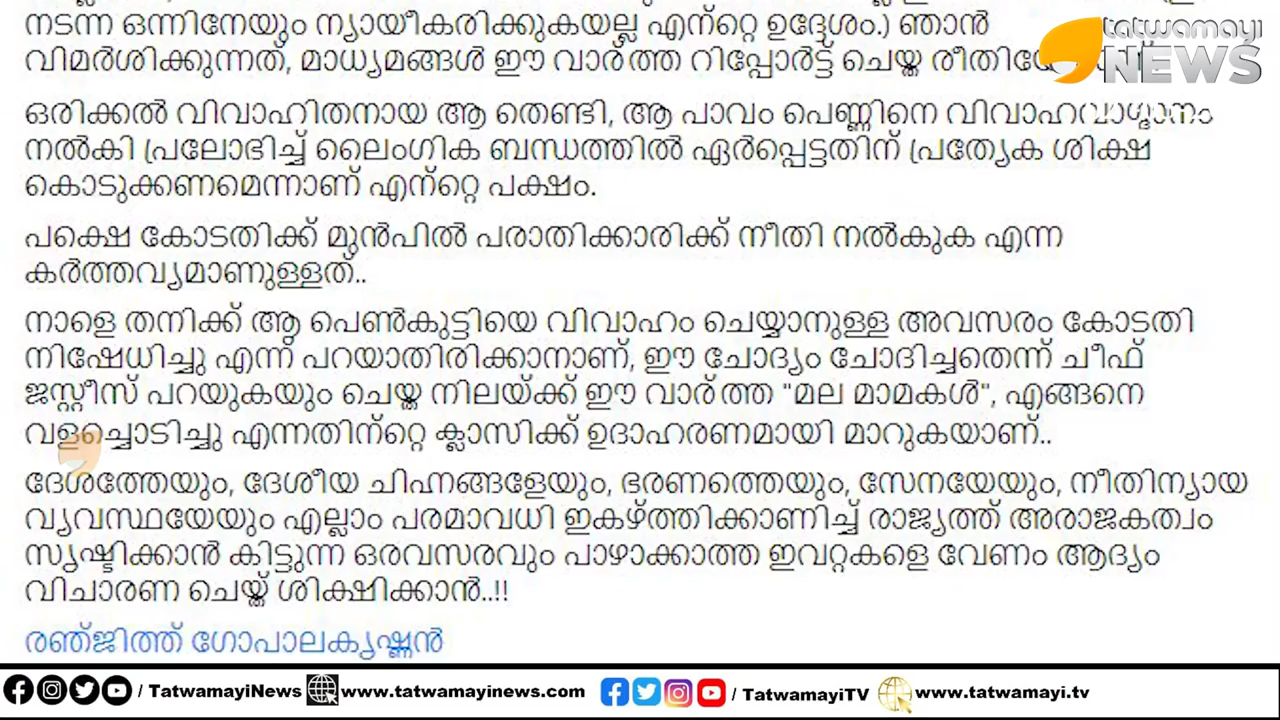 നടന്ന ഒന്നിനേയും ന്യായീകരിക്കുകയല്ല എന്റെ ഉദ്ദേശം.) ഞാൻ
വിമർശിക്കുന്നത്, മാധ്യമങ്ങൾ ഈ വാർത്ത റിപ്പോർട്ട് ചെയ്ത
tatwamayi
NEWS
ഒരിക്കൽ വിവാഹിതനായ ആ തെണ്ടി, ആ പാവം പെണ്ണിനെ വിവാഹവാഗ്ദാനം
നൽകി പ്രലോഭിച്ച് ലൈംഗിക ബന്ധത്തിൽ ഏർപ്പെട്ടതിന് പ്രത്യേക ശിക്ഷ
കൊടുക്കണമെന്നാണ് എന്റെ പക്ഷം.
പക്ഷെ കോടതിക്ക് മുൻപിൽ പരാതിക്കാരിക്ക് നീതി നൽകുക എന്ന
കർത്തവ്യമാണുള്ളത്..
നാളെ തനിക്ക് ആ പെൺകുട്ടിയെ വിവാഹം ചെയ്യാനുള്ള അവസരം കോടതി
നിഷേധിച്ചു എന്ന് പറയാതിരിക്കാനാണ്, ഈ ചോദ്യം ചോദിച്ചതെന്ന് ചീഫ്
ജസ്റ്റീസ് പറയുകയും ചെയ്ത നിലയ്ക്ക് ഈ വാർത്ത "മല മാമകൾ", എങ്ങനെ
വളച്ചൊടിച്ചു എന്നതിന്റെ ക്ലാസിക്ക് ഉദാഹരണമായി മാറുകയാണ്..
ദേശത്തേയും, ദേശീയ ചിഹ്നങ്ങളേയും, ഭരണത്തെയും, സേനയേയും, നീതിന്യായ
വ്യവസ്ഥയേയും എല്ലാം പരമാവധി ഇകഴ്ത്തിക്കാണിച്ച് രാജ്യത്ത് അരാജകത്വം
സൃഷ്ടിക്കാൻ കിട്ടുന്ന ഒരവസരവും പാഴാക്കാത്ത ഇവറ്റകളെ വേണം ആദ്യം
വിചാരണ ചെയ്ത് ശിക്ഷിക്കാൻ..!!
രഞ്ജിത്ത് ഗോപാലകൃഷ്ണൻ
/ TatwamayiNews www.tatwamayinews.com / TatwamayiTV www.tatwamayi.tv